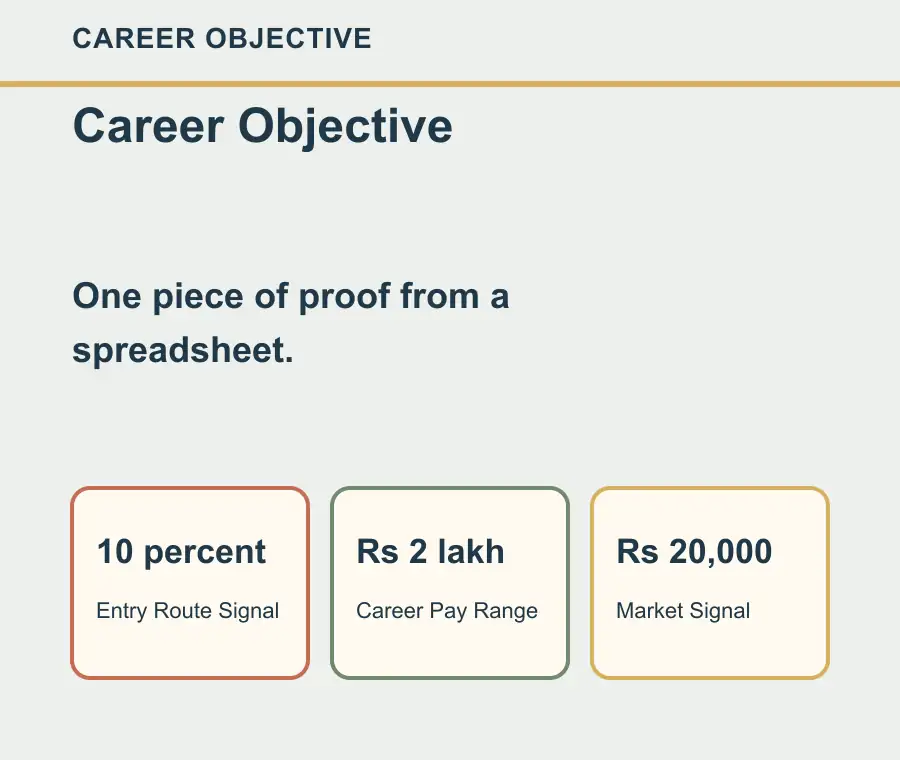 CAREER OBJECTIVE
Career Objective
One piece of proof from a
spreadsheet.
10 percent
Entry Route Signal
Rs 2 lakh
Career Pay Range
Rs 20,000
Market Signal